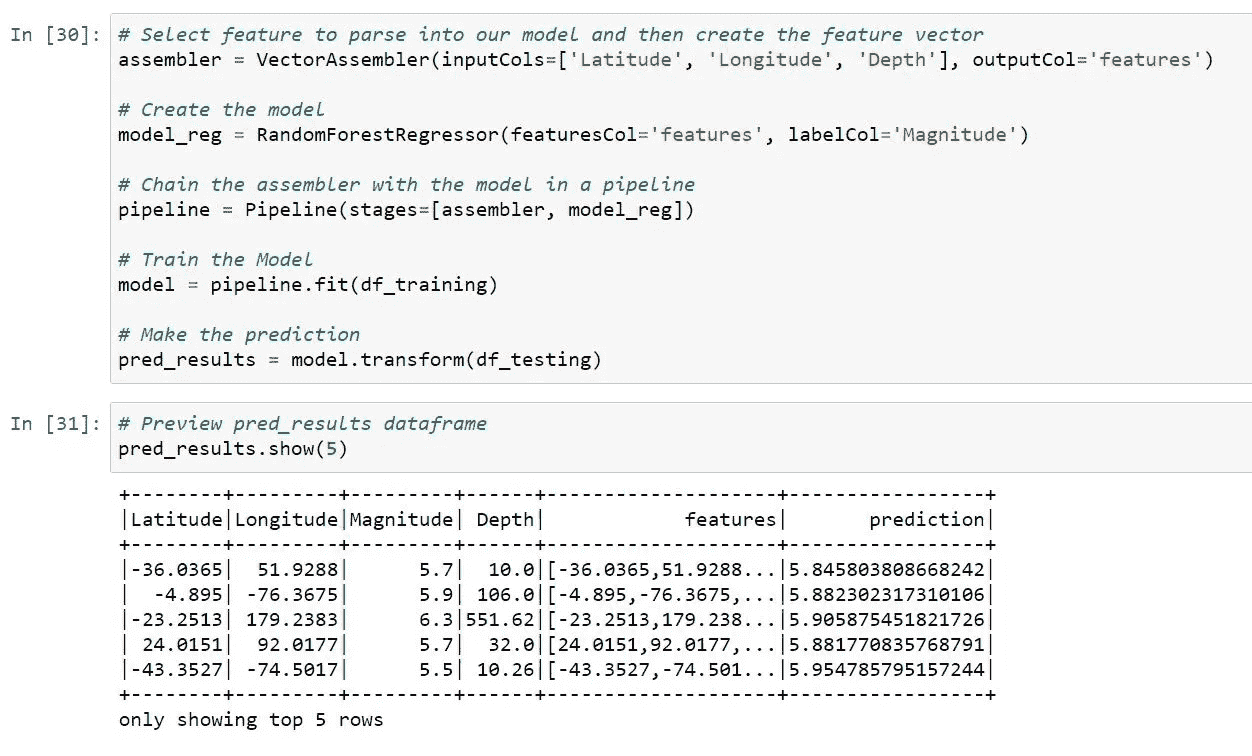 In [30]: # Select feature to parse into our model and then create the feature vector
assembler = VectorAssembler(inputCols=['Latitude', 'Longitude', 'Depth'], outputCol='features')
# Create the model
model_reg = RandomForestRegressor(featuresCol='features', labelCol='Magnitude')
# Chain the assembler with the model in a pipeline
pipeline = Pipeline(stages=[assembler, model_reg])
# Train the Model
model = pipeline.fit(df_training)
# Make the prediction
pred_results = model.transform(df_testing)
In [31]: # Preview pred_results dataframe
pred_results.show(5)
+--------+---------+---------+------+--------------------+-----------------+
|Latitude|Longitude|Magnitude| Depth|            features|       prediction|
+--------+---------+---------+------+--------------------+-----------------+
|-36.0365|  51.9288|      5.7|  10.0|[-36.0365,51.9288...|5.845803808668242|
|  -4.895| -76.3675|      5.9| 106.0|[-4.895,-76.3675,...|5.882302317310106|
|-23.2513| 179.2383|      6.3|551.62|[-23.2513,179.238...|5.905875451821726|
| 24.0151|  92.0177|      5.7|  32.0|[24.0151,92.0177,...|5.881770835768791|
|-43.3527| -74.5017|      5.5| 10.26|[-43.3527,-74.501...|5.954785795157244|
+--------+---------+---------+------+--------------------+-----------------+
only showing top 5 rows